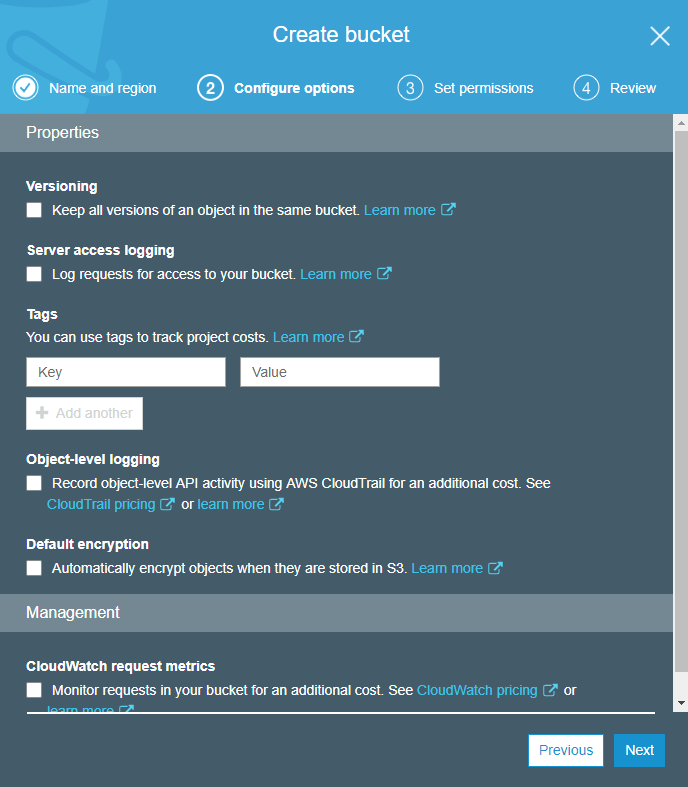 Create bucket
Name and region
2 Configure options
3 Set permissions
4 Review
Properties
Versioning
Keep all versions of an object in the same bucket. Learn more
Server access logging
Log requests for access to your bucket. Learn more
Tags
You can use tags to track project costs. Learn more
Key
Value
Add another
Object-level logging
Record object-level API activity using AWS CloudTrail for an additional cost. See
CloudTrail pricing or learn more
Default encryption
Automatically encrypt objects when they are stored in S3. Learn more
Management
CloudWatch request metrics
Monitor requests in your bucket for an additional cost. See CloudWatch pricing or
learn more
Previous
Next